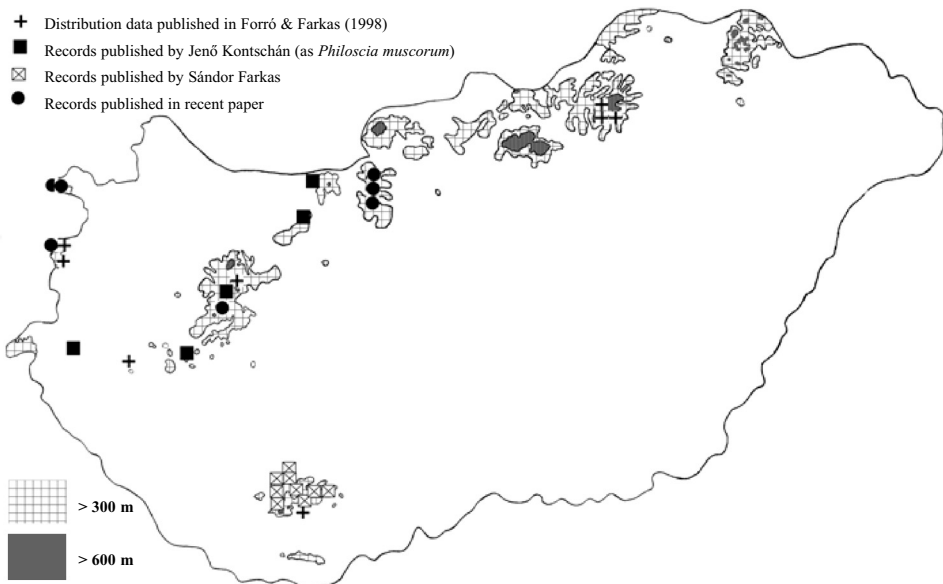 Distribution data published in Forró & Farkas (1998)
Records published by Jenő Kontschán (as Philoscia muscorum)
Records published by Sándor Farkas
Records published in recent paper
> 300 m
> 600 m